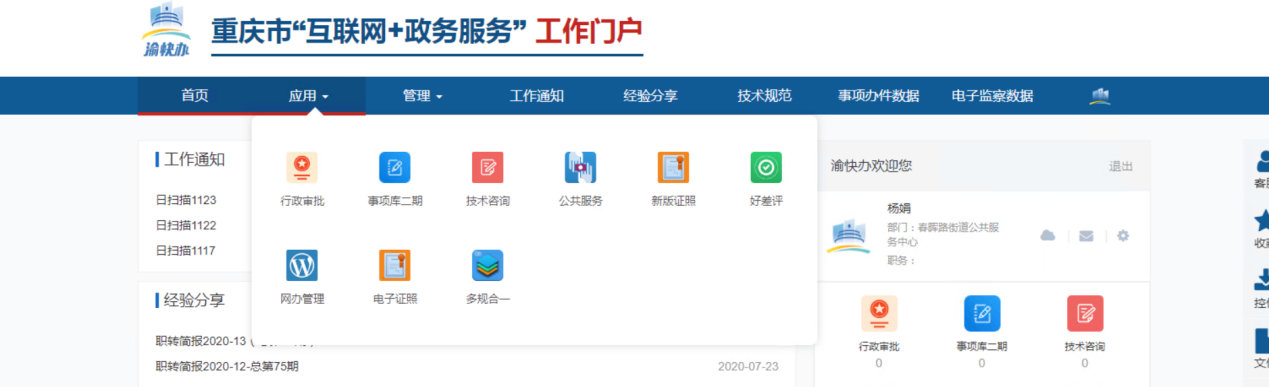 渝快办
重庆市“互联网+政务服务” 工作门户
首页 应用 管理 工作通知 经验分享 技术规范 事项办件数据 电子监察数据
工作通知
日扫描1123
日扫描1122
日扫描1117
经验分享
职转简报2020-13
职转简报2020-12-总第75期 2020-07-23
行政审批 事项库二期 技术咨询 公共服务 新版证照 好差评
网办管理 电子证照 多规合一
渝快办欢迎您 退出
杨娟
部门：春晖路街道公共服
务中心
职务：
行政审批 事项库二期 技术咨询
0 0 0